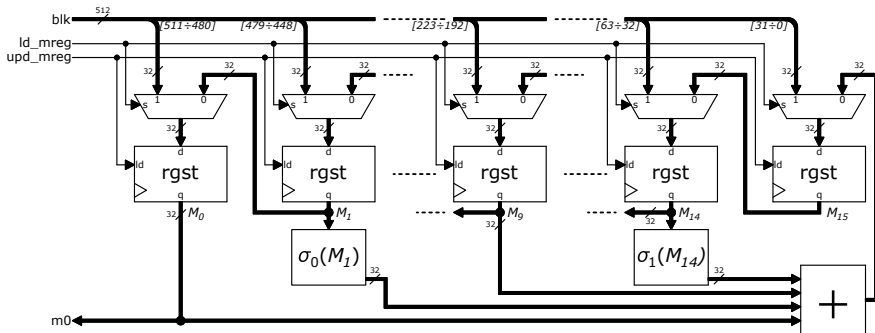 blk 512 [511÷480] [479÷448] [223÷192] [63÷32] [31÷0]
ld_mreg
upd_mreg
32 32 32 32 32 32 32 32
s 1 0 s 1 0 s 1 0 s 1 0 s 1 0
32 32 32 32 32
d d d d d
ld rgst ld rgst ld rgst ld rgst ld rgst
q q q q q
32 M0 M1 M9 32 M14 M15
32
σ0(M1) σ1(M14)
32 32
+
m0